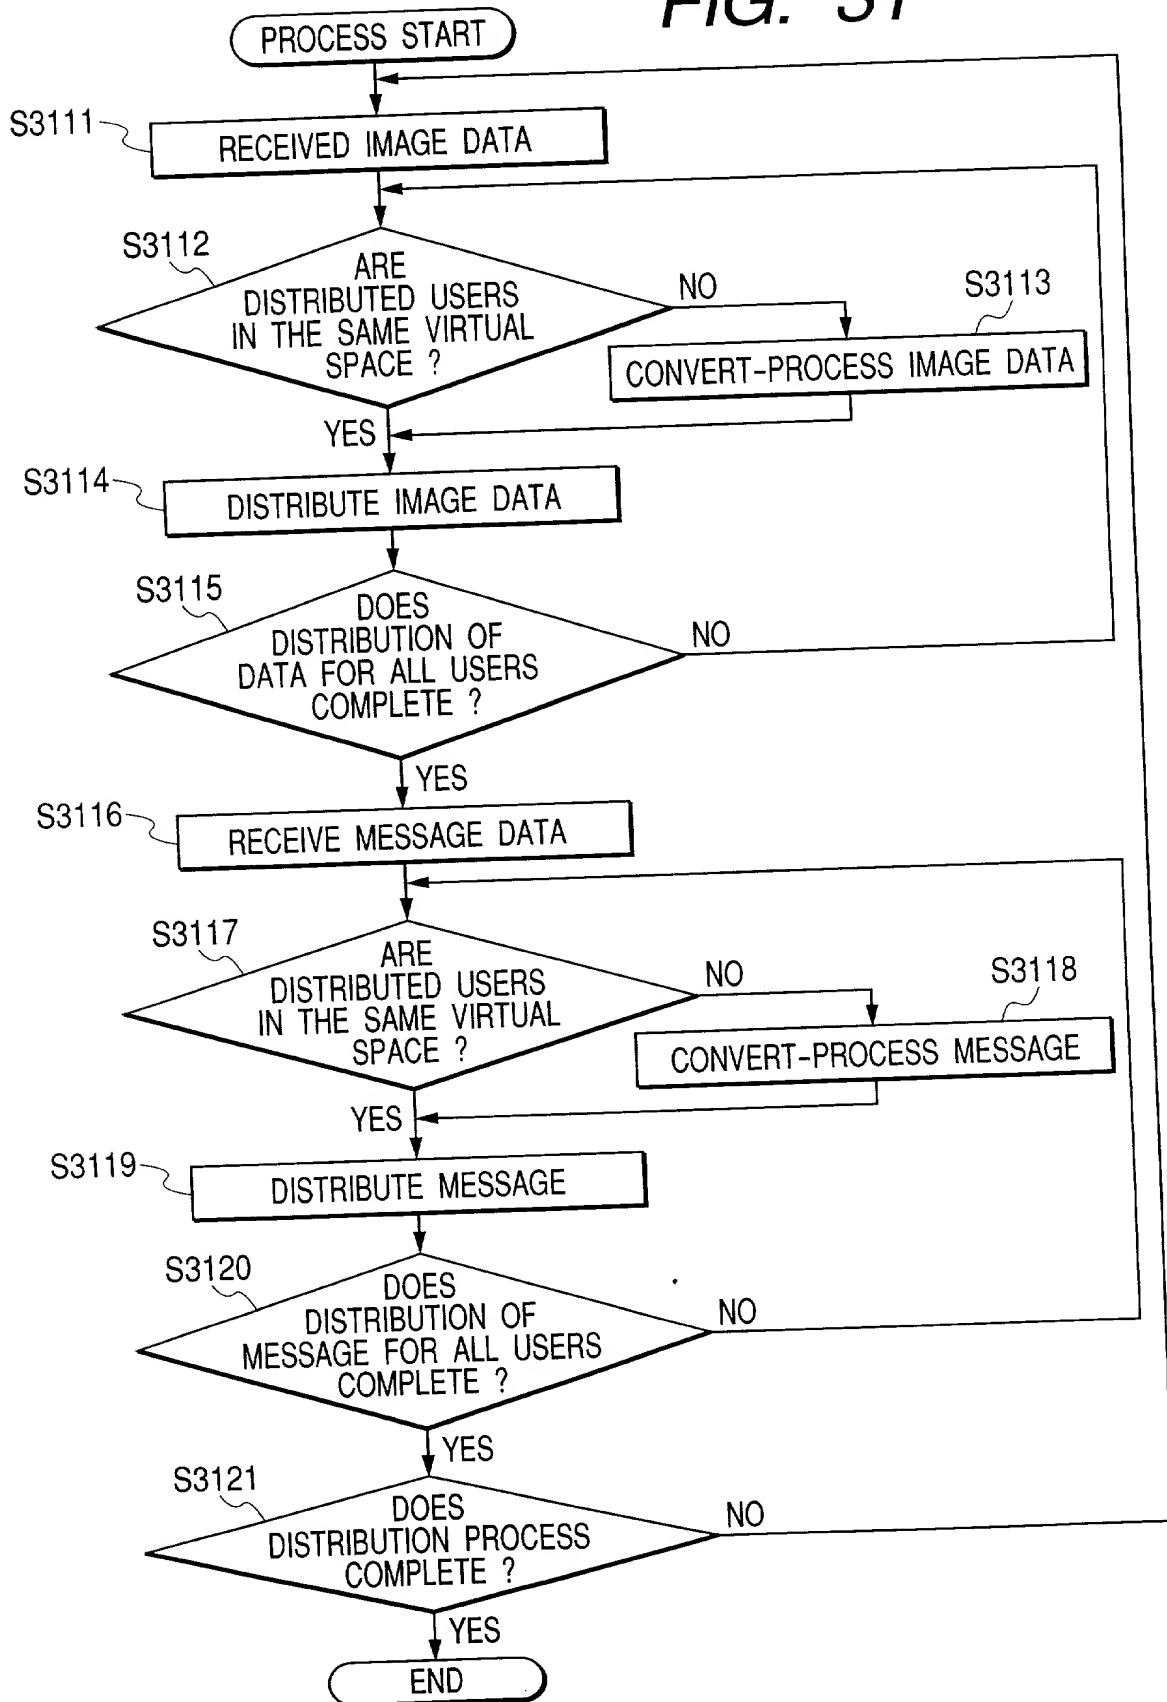 FIG. 31
PROCESS START
S3111
RECEIVED IMAGE DATA
S3112
ARE
DISTRIBUTED USERS
IN THE SAME VIRTUAL
SPACE ?
NO
S3113
CONVERT-PROCESS IMAGE DATA
YES
S3114
DISTRIBUTE IMAGE DATA
S3115
DOES
DISTRIBUTION OF
DATA FOR ALL USERS
COMPLETE ?
NO
YES
S3116
RECEIVE MESSAGE DATA
S3117
ARE
DISTRIBUTED USERS
IN THE SAME VIRTUAL
SPACE ?
NO
S3118
CONVERT-PROCESS MESSAGE
YES
S3119
DISTRIBUTE MESSAGE
S3120
DOES
DISTRIBUTION OF
MESSAGE FOR ALL USERS
COMPLETE ?
NO
YES
S3121
DOES
DISTRIBUTION PROCESS
COMPLETE ?
NO
YES
END